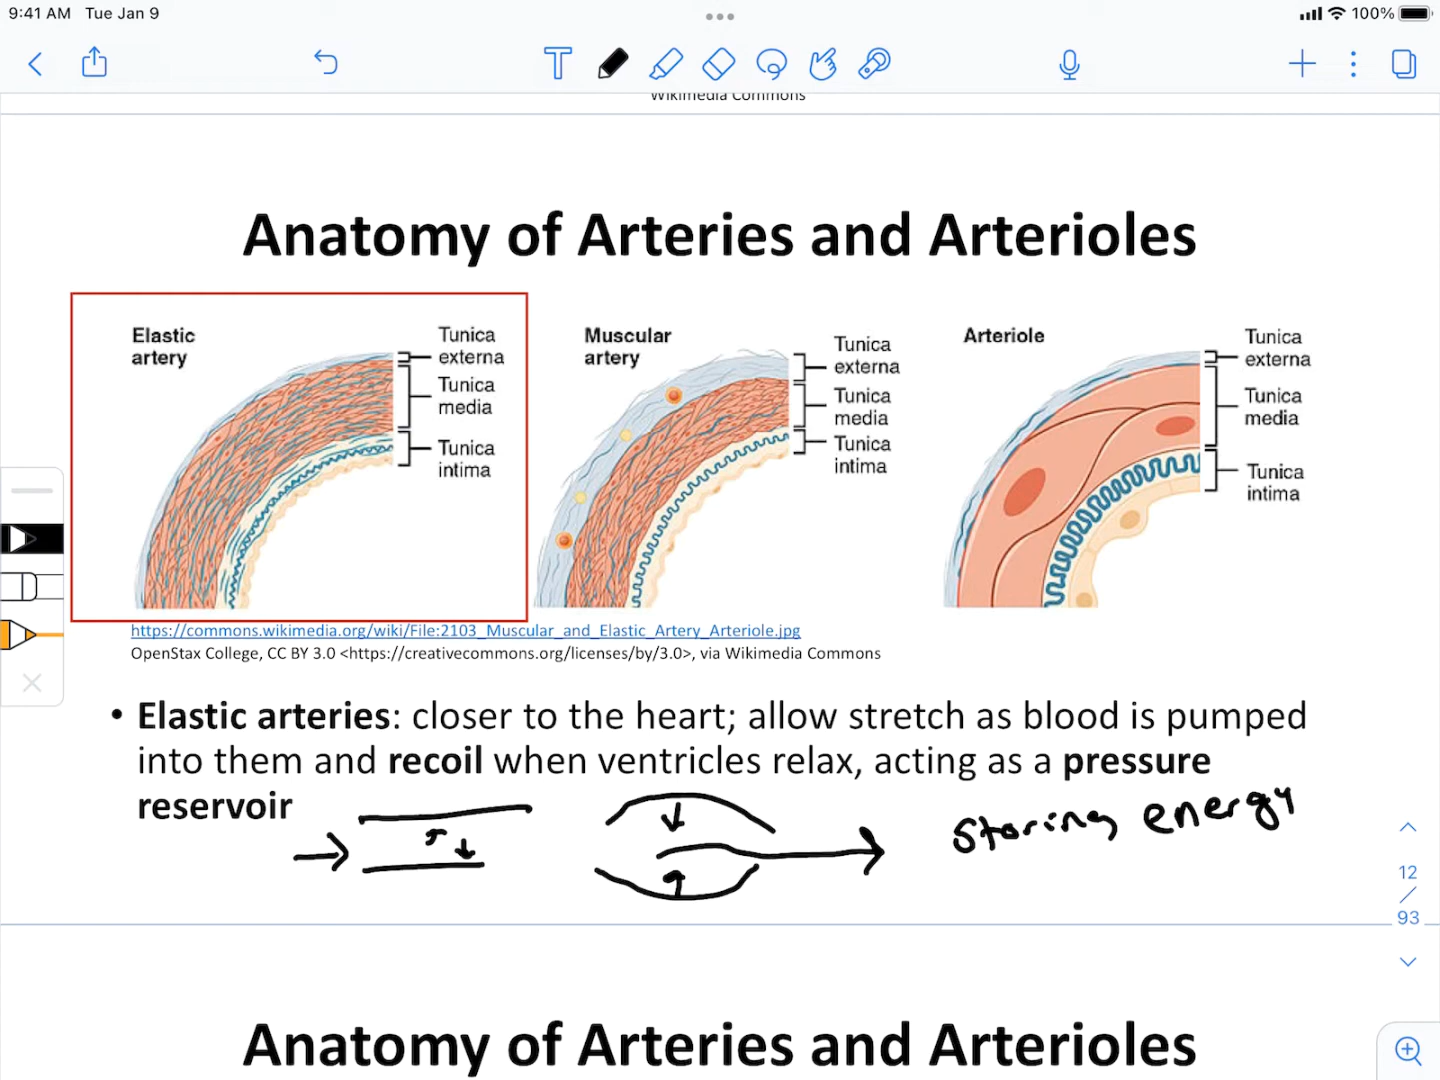 9:41 AM Tue Jan 9
100%
Wikimedia Commons
Anatomy of Arteries and Arterioles
Elastic
artery
Tunica
externa
Tunica
media
Tunica
intima
Muscular
artery
Tunica
externa
Tunica
media
Tunica
intima
Arteriole
Tunica
externa
Tunica
media
Tunica
intima
https://commons.wikimedia.org/wiki/File:2103_Muscular_and_Elastic_Artery_Arteriole.jpg
OpenStax College, CC BY 3.0 <https://creativecommons.org/licenses/by/3.0>, via Wikimedia Commons
• Elastic arteries: closer to the heart; allow stretch as blood is pumped
into them and recoil when ventricles relax, acting as a pressure
reservoir
Storing energy
12
/
93
Anatomy of Arteries and Arterioles